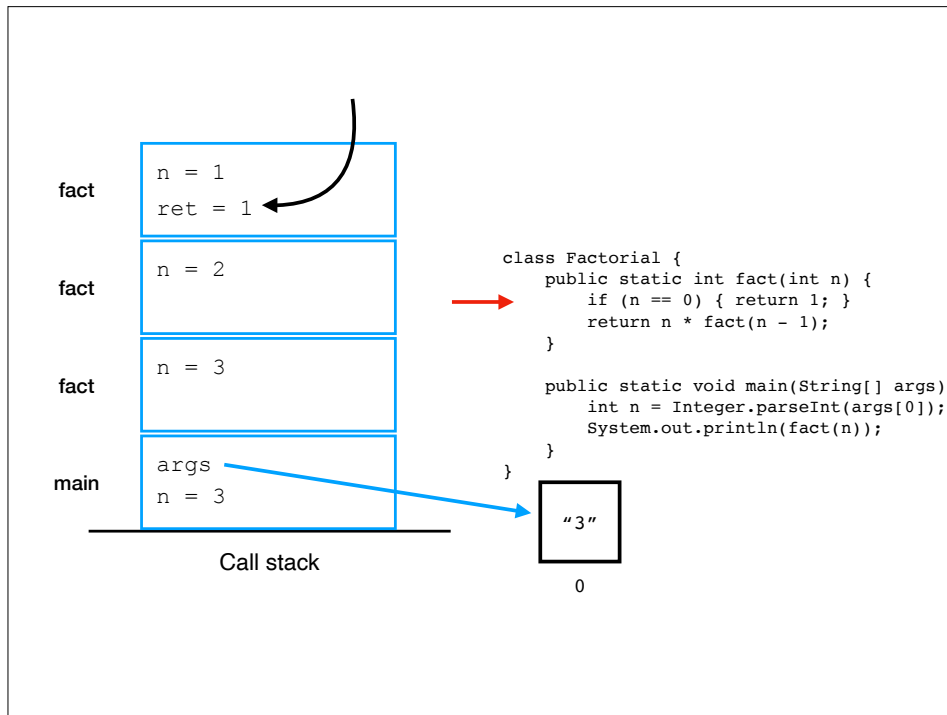 fact
n = 1
ret = 1
fact
n = 2
fact
n = 3
main
args
n = 3
Call stack
class Factorial {
    public static int fact(int n) {
        if (n == 0) { return 1; }
        return n * fact(n - 1);
    }
    public static void main(String[] args)
        int n = Integer.parseInt(args[0]);
        System.out.println(fact(n));
    }
}
“3”
0